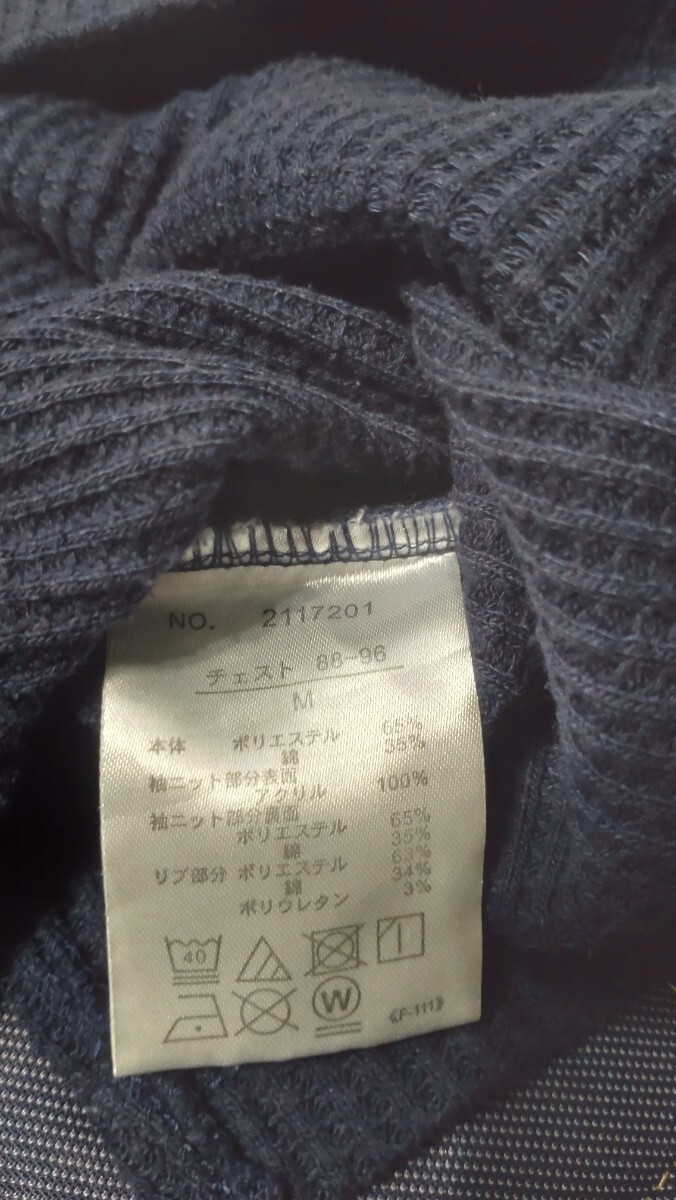 NO. 2117201
チェスト 88-96
M
本体 ポリエステル 65%
綿 35%
袖ニット部分表面
アクリル 100%
袖ニット部分裏面
ポリエステル 65%
綿 35%
リブ部分 ポリエステル 63%
綿 34%
ポリウレタン 3%
40
W
《F-111》